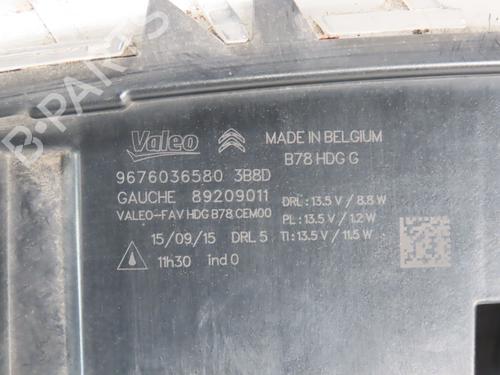 B-PARTS
Valeo MADE IN BELGIUM
B78 HDG G
9676036580 3B8D
GAUCHE 89209011 DRL : 13.5 V / 8.8 W
VALEO-FAV HDG B78 CEM00 PL : 13.5 V / 1.2 W
15/09/15 DRL 5 TI : 13.5 V / 11.5 W
11h30 ind 0